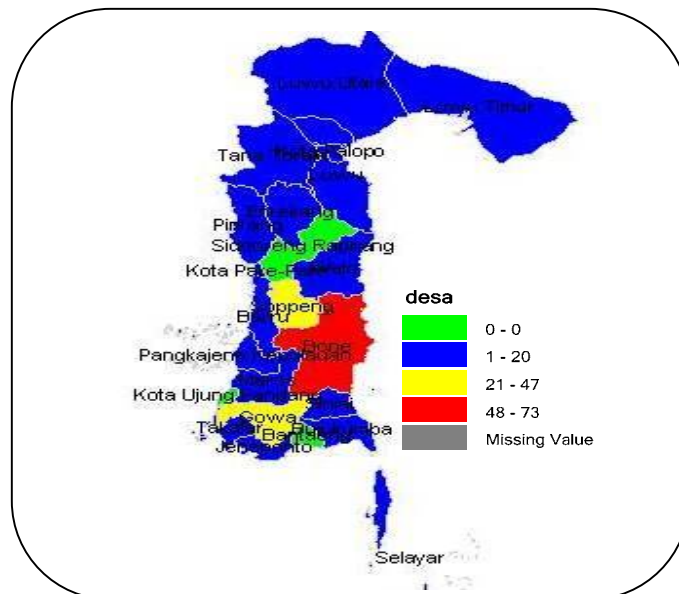 Luwu Utara
Luwu Timur
Kota Palopo
Tana Toraja
Luwu
Enrekang
Pinrang
Sidenreng Rappang
Kota Pare-Pare
desa
Soppeng
Barru
0 - 0
Bone
1 - 20
Pangkajene Kepulauan
21 - 47
Kota Ujung Pandang
48 - 73
Gowa
Takalar
Bulukumba
Bantaeng
Missing Value
Jeneponto
Selayar